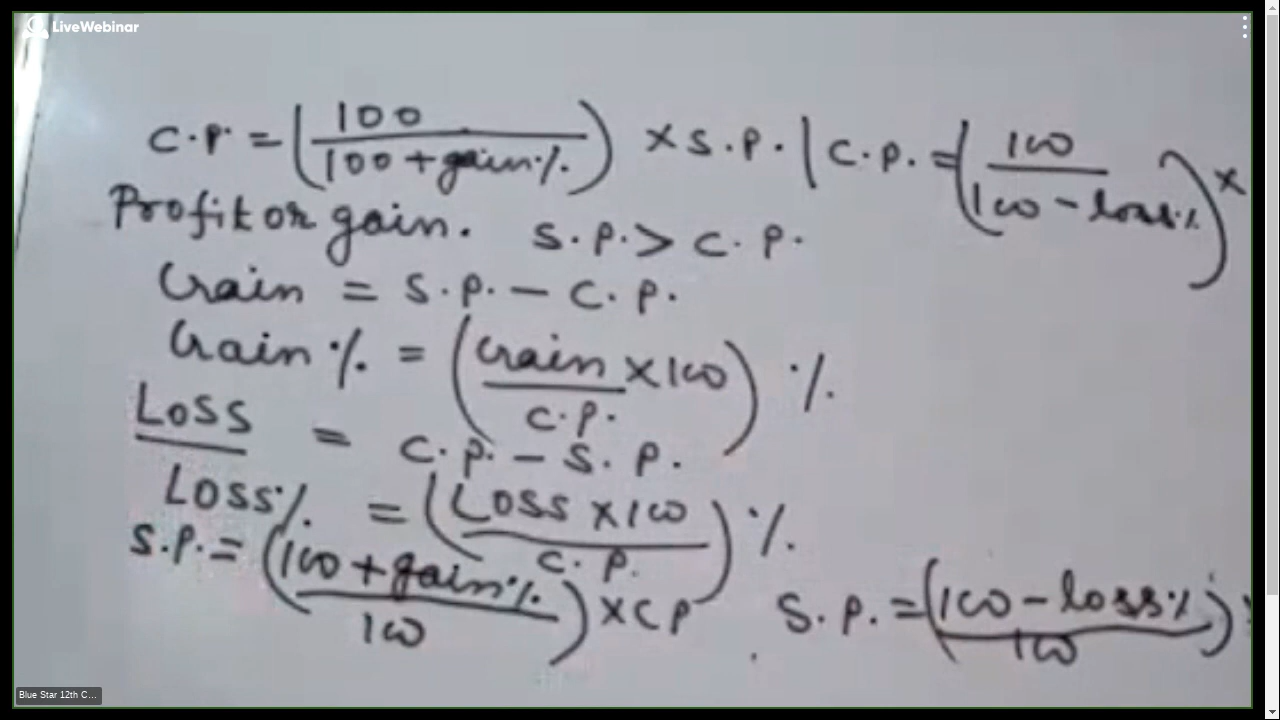 LiveWebinar
C.P. = (100 / 100 + gain%) × S.P. | C.P. = (100 / 100 - loss%) ×
Profit or gain. S.P. > C.P.
Gain = S.P. - C.P.
Gain % = (Gain × 100 / C.P.) %
Loss = C.P. - S.P.
Loss% = (Loss × 100 / C.P.) %
S.P. = (100 + gain% / 100) × CP S.P. = (100 - loss% / 100) ×
Blue Star 12th C...